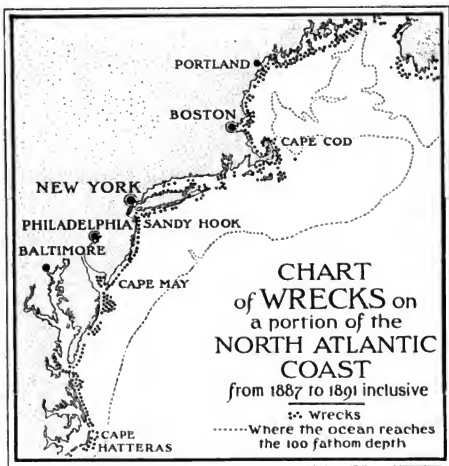 PORTLAND
BOSTON
CAPE COD
NEW YORK
PHILADELPHIA
SANDY HOOK
BALTIMORE
CAPE MAY
CHART
of WRECKS on
a portion of the
NORTH ATLANTIC
COAST
from 1887 to 1891 inclusive
Wrecks
Where the ocean reaches
the 100 fathom depth
CAPE
HATTERAS